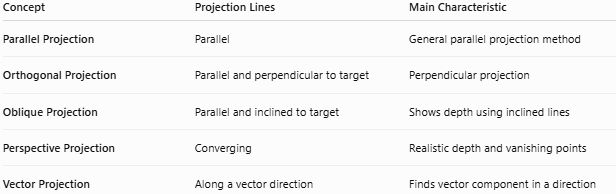 Concept Projection Lines Main Characteristic
Parallel Projection Parallel General parallel projection method
Orthogonal Projection Parallel and perpendicular to target Perpendicular projection
Oblique Projection Parallel and inclined to target Shows depth using inclined lines
Perspective Projection Converging Realistic depth and vanishing points
Vector Projection Along a vector direction Finds vector component in a direction